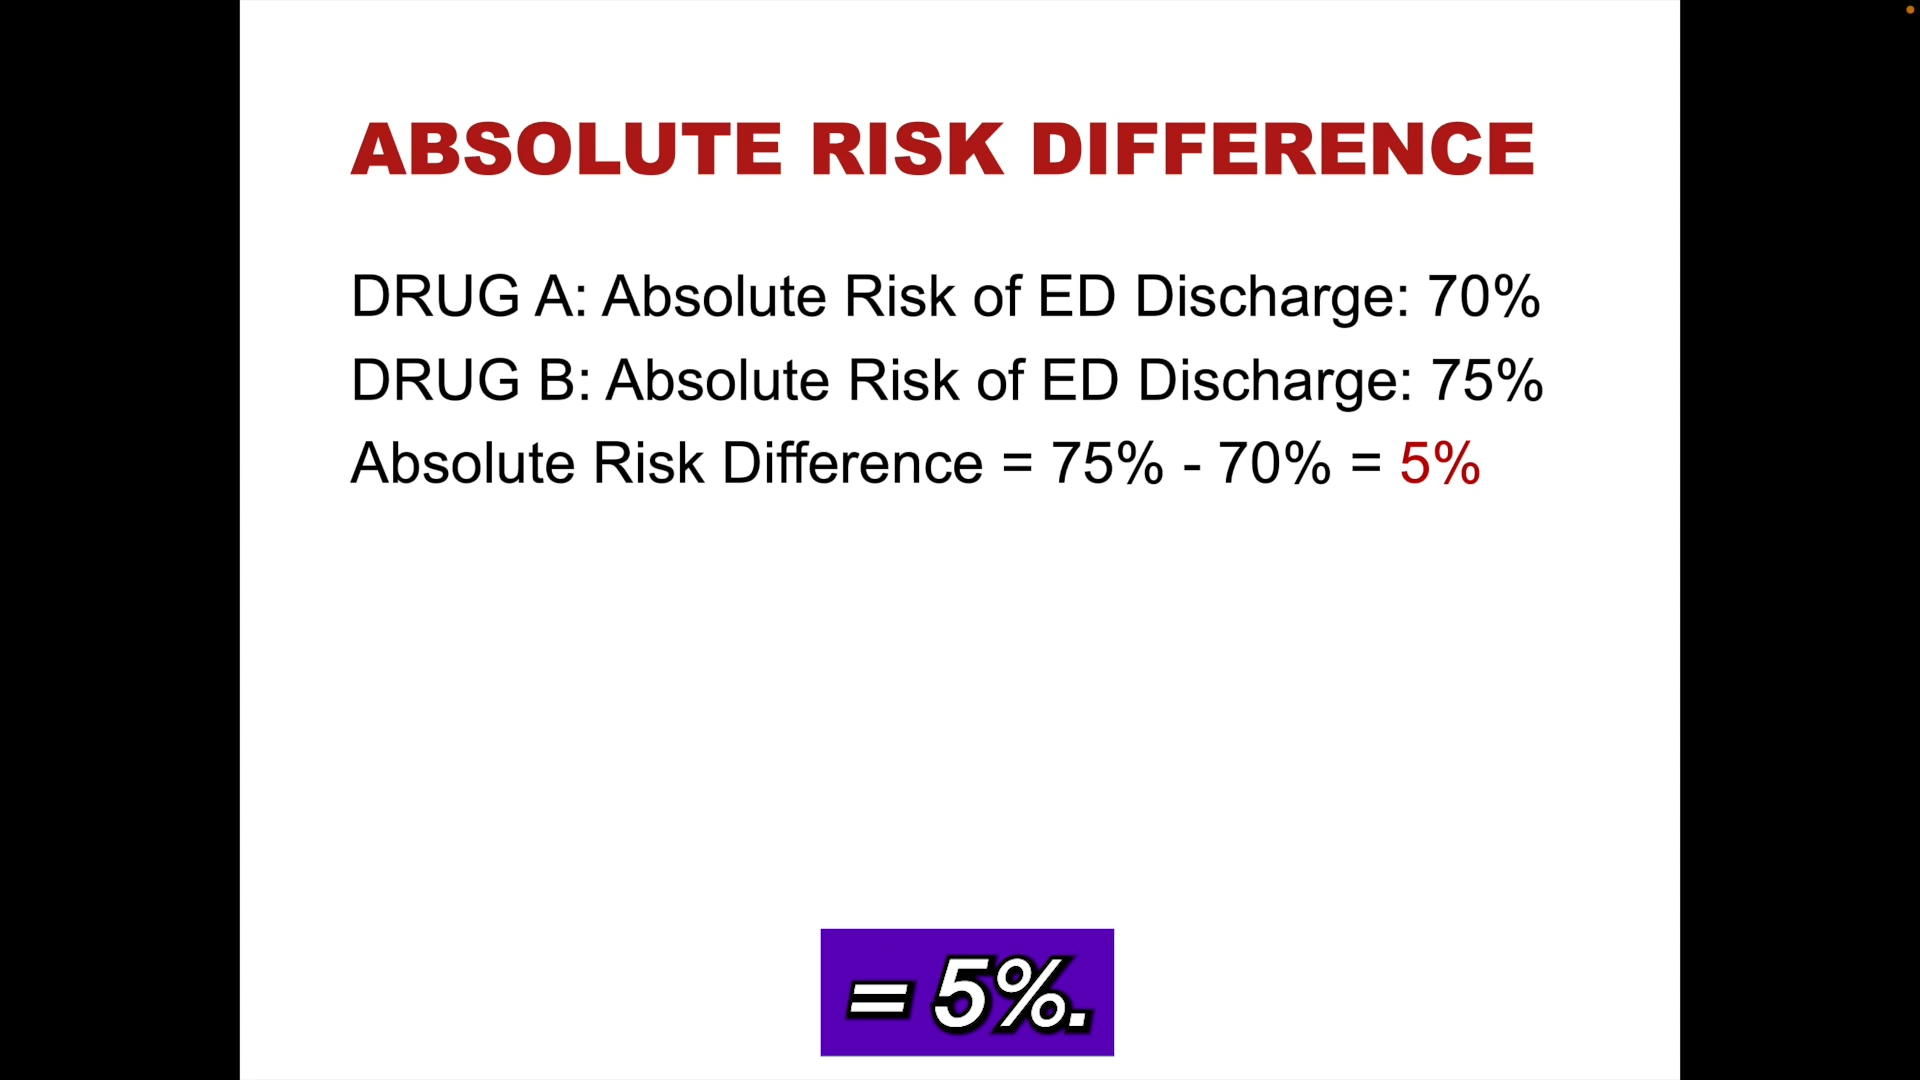 ABSOLUTE RISK DIFFERENCE
DRUG A: Absolute Risk of ED Discharge: 70%
DRUG B: Absolute Risk of ED Discharge: 75%
Absolute Risk Difference = 75% - 70% = 5%
= 5%.